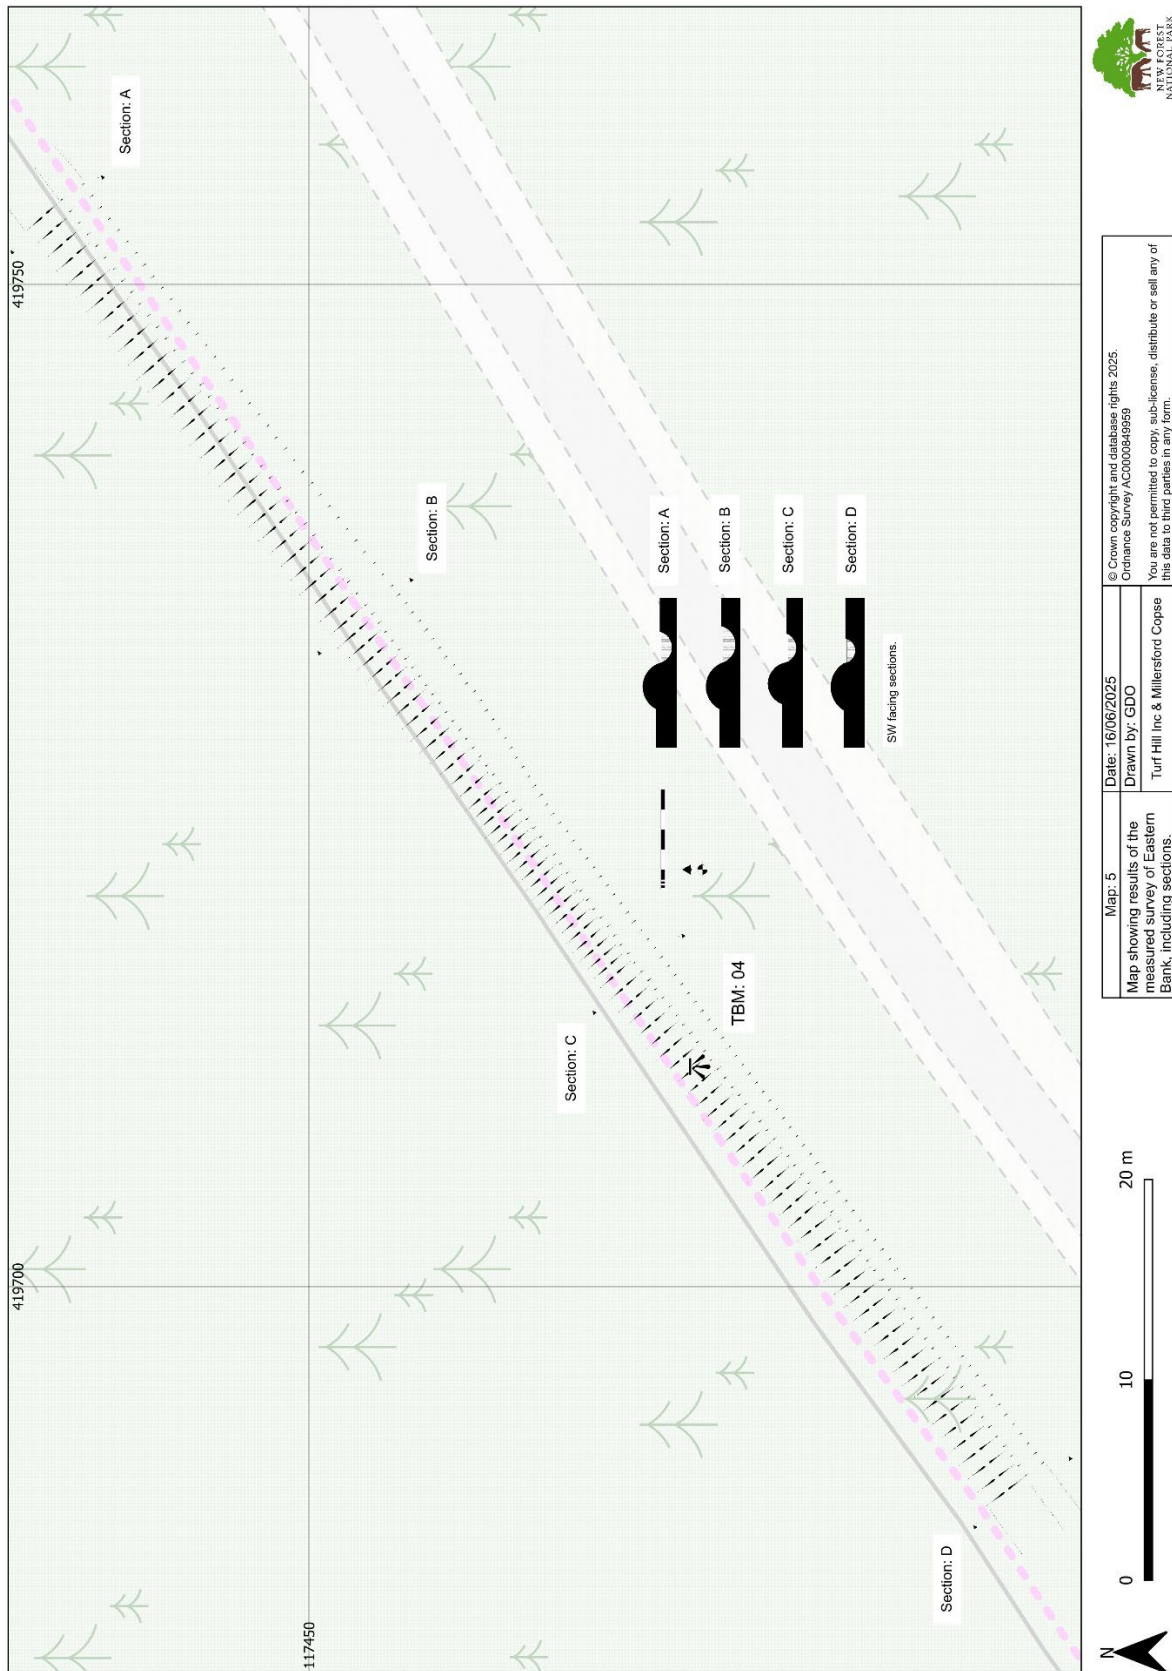 419700
419750
117450
Section: A
Section: B
Section: C
Section: D
TBM: 04
Section: A
Section: B
Section: C
Section: D
SW facing sections.
N
0
10
20 m
Map: 5
Date: 16/06/2025
Map showing results of the
measured survey of Eastern
Bank, including sections.
Drawn by: GDO
Turf Hill Inc & Millersford Copse
© Crown copyright and database rights 2025.
Ordnance Survey AC0000849959
You are not permitted to copy, sub-license, distribute or sell any of
this data to third parties in any form.
NEW FOREST
NATIONAL PARK